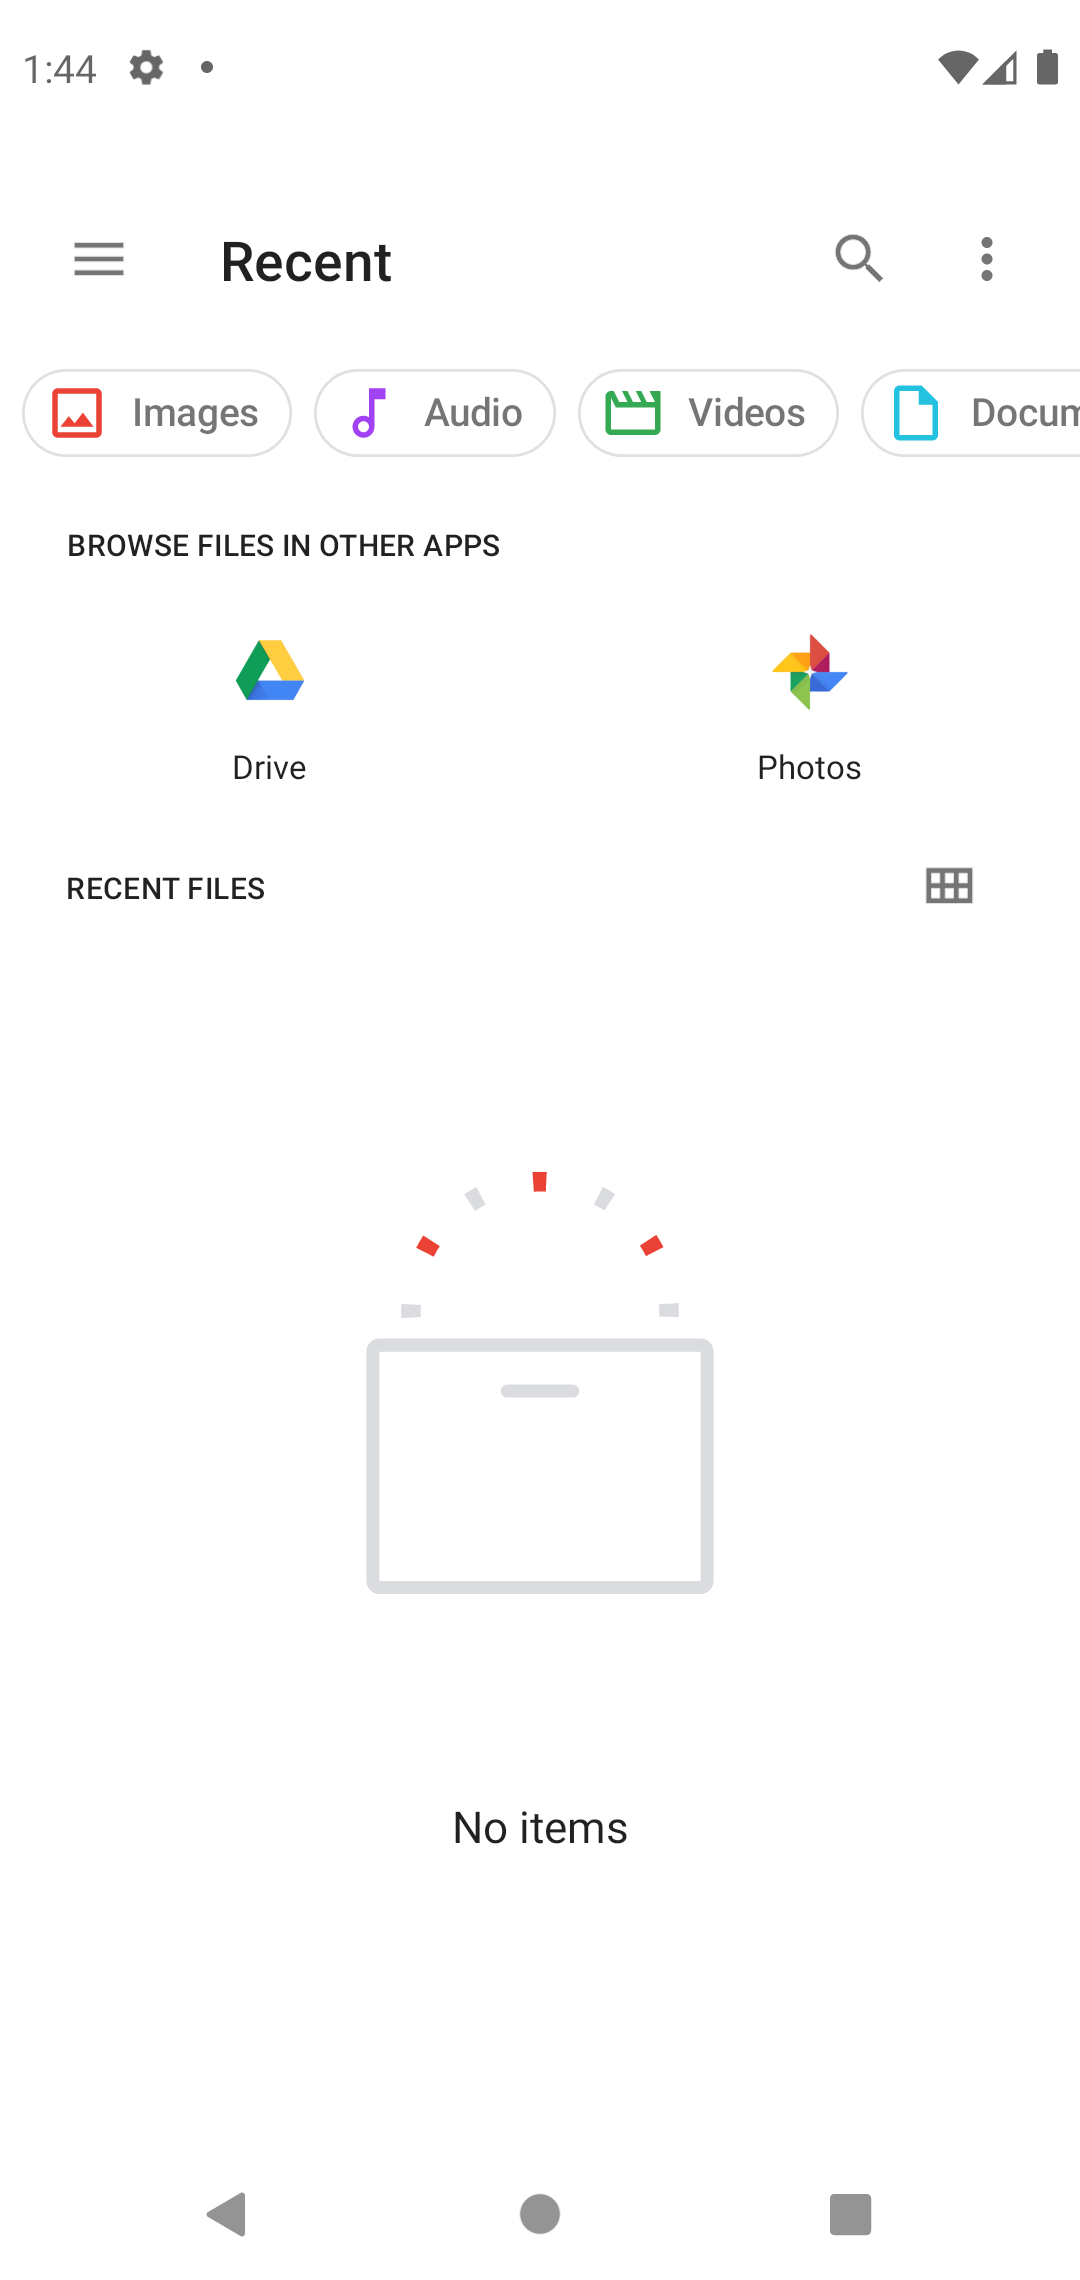 1:44
Recent
Images
Audio
Videos
Docum
BROWSE FILES IN OTHER APPS
Drive
Photos
RECENT FILES
No items